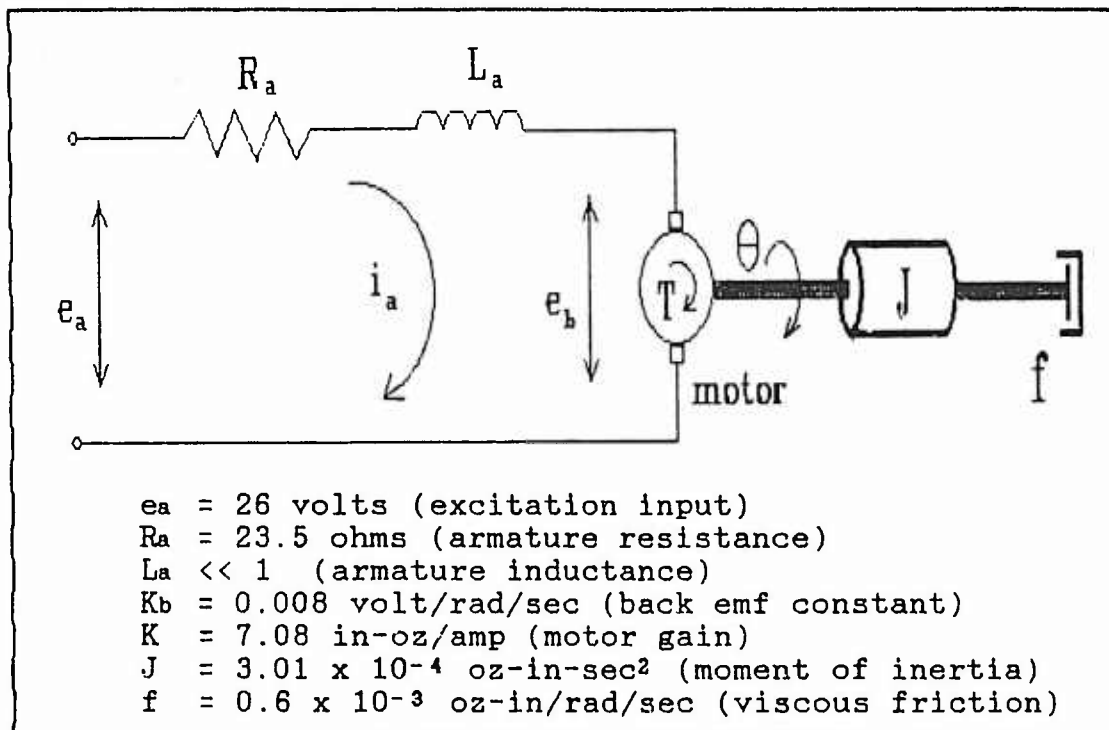 Ra
La
ea
ia
eb
T
θ
J
f
motor
ea = 26 volts (excitation input)
Ra = 23.5 ohms (armature resistance)
La << 1 (armature inductance)
Kb = 0.008 volt/rad/sec (back emf constant)
K = 7.08 in-oz/amp (motor gain)
J = 3.01 x 10-4 oz-in-sec2 (moment of inertia)
f = 0.6 x 10-3 oz-in/rad/sec (viscous friction)